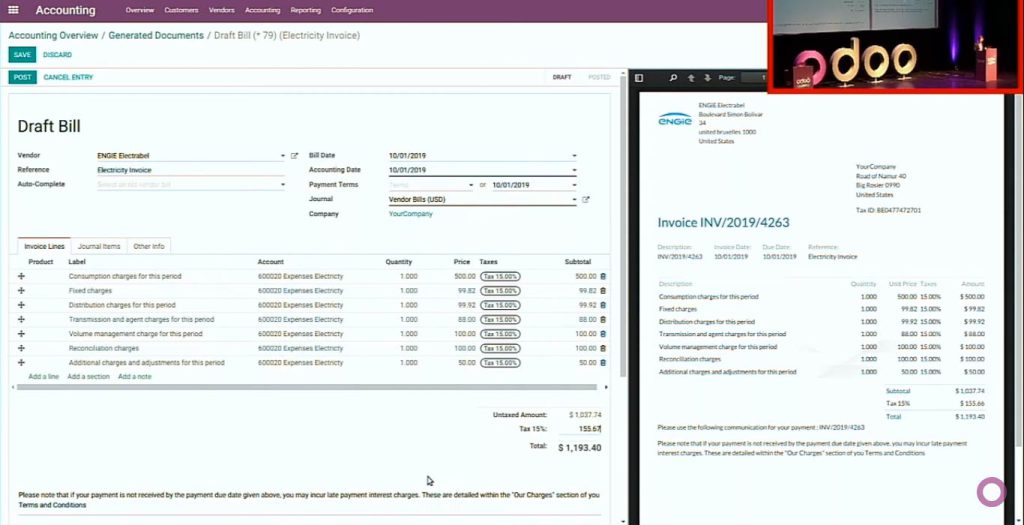 Accounting Overview Customers Vendors Accounting Reporting Configuration
Accounting Overview / Generated Documents / Draft Bill (* 79) (Electricity Invoice)
SAVE DISCARD
POST CANCEL ENTRY DRAFT POSTED
Draft Bill
Vendor ENGIE Electrabel Bill Date 10/01/2019
Reference Electricity Invoice Accounting Date 10/01/2019
Auto-Complete Select an old vendor bill Payment Terms Terms or 10/01/2019
Journal Vendor Bills (USD)
Company YourCompany
Invoice Lines Journal Items Other Info
Product Label Account Quantity Price Taxes Subtotal
Consumption charges for this period 600020 Expenses Electricty 1.000 500.00 Tax 15.00% 500.00
Fixed charges 600020 Expenses Electricty 1.000 99.82 Tax 15.00% 99.82
Distribution charges for this period 600020 Expenses Electricty 1.000 99.92 Tax 15.00% 99.92
Transmission and agent charges for this period 600020 Expenses Electricty 1.000 88.00 Tax 15.00% 88.00
Volume management charge for this period 600020 Expenses Electricty 1.000 100.00 Tax 15.00% 100.00
Reconciliation charges 600020 Expenses Electricty 1.000 100.00 Tax 15.00% 100.00
Additional charges and adjustments for this period 600020 Expenses Electricty 1.000 50.00 Tax 15.00% 50.00
Add a line Add a section Add a note
Untaxed Amount: $ 1,037.74
Tax 15%: 155.67
Total: $ 1,193.40
Please note that if your payment is not received by the payment due date given above, you may incur late payment interest charges. These are detailed within the "Our Charges" section of you
Terms and Conditions
odoo
Page: 1
ENGIE
ENGIE Electrabel
Boulevard Simon Bolivar
34
united bruxelles 1000
United States
YourCompany
Road of Namur 40
Big Rosier 0990
United States
Tax ID: BE0477472701
Invoice INV/2019/4263
Description: Invoice Date: Due Date: Reference:
INV/2019/4263 10/01/2019 10/01/2019 Electricity Invoice
Description Quantity Unit Price Taxes Amount
Consumption charges for this period 1.000 500.00 15.00% $ 500.00
Fixed charges 1.000 99.82 15.00% $ 99.82
Distribution charges for this period 1.000 99.92 15.00% $ 99.92
Transmission and agent charges for this period 1.000 88.00 15.00% $ 88.00
Volume management charge for this period 1.000 100.00 15.00% $ 100.00
Reconciliation charges 1.000 100.00 15.00% $ 100.00
Additional charges and adjustments for this period 1.000 50.00 15.00% $ 50.00
Subtotal $ 1,037.74
Tax 15% $ 155.66
Total $ 1,193.40
Please use the following communication for your payment : INV/2019/4263
Please note that if your payment is not received by the payment due date given above, you may incur late payment
interest charges. These are detailed within the "Our Charges" section of you Terms and Conditions